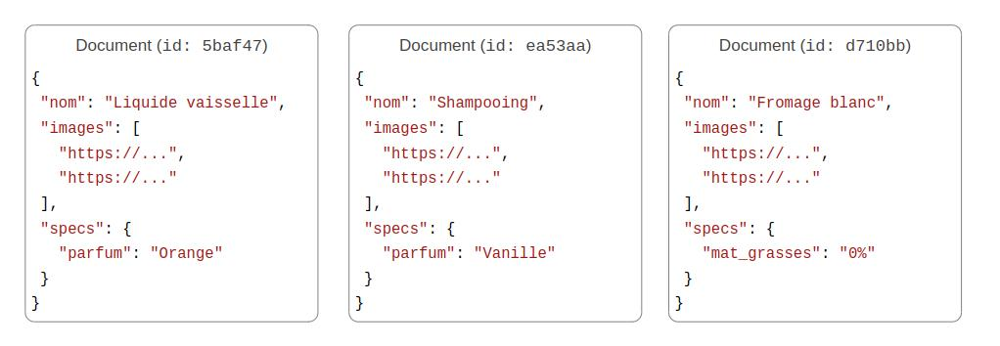 Document (id: 5baf47)
{
"nom": "Liquide vaisselle",
"images": [
"https://...",
"https://..."
],
"specs": {
"parfum": "Orange"
}
}
Document (id: ea53aa)
{
"nom": "Shampooing",
"images": [
"https://...",
"https://..."
],
"specs": {
"parfum": "Vanille"
}
}
Document (id: d710bb)
{
"nom": "Fromage blanc",
"images": [
"https://...",
"https://..."
],
"specs": {
"mat_grasses": "0%"
}
}